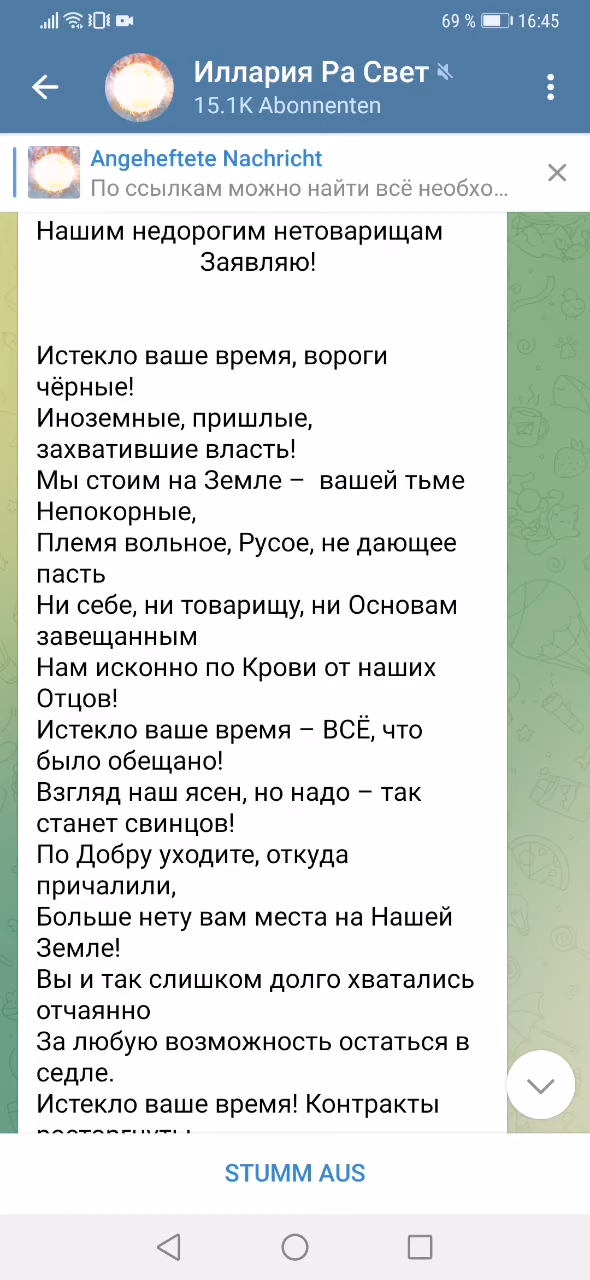 69 % 16:45
Иллария Ра Свет
15.1K Abonnenten
Angeheftete Nachricht
По ссылкам можно найти всё необхо...
Нашим недорогим нетоварищам
Заявляю!
Истекло ваше время, вороги
чёрные!
Иноземные, пришлые,
захватившие власть!
Мы стоим на Земле – вашей тьме
Непокорные,
Племя вольное, Русое, не дающее
пасть
Ни себе, ни товарищу, ни Основам
завещанным
Нам исконно по Крови от наших
Отцов!
Истекло ваше время – ВСЁ, что
было обещано!
Взгляд наш ясен, но надо – так
станет свинцов!
По Добру уходите, откуда
причалили,
Больше нету вам места на Нашей
Земле!
Вы и так слишком долго хватались
отчаянно
За любую возможность остаться в
седле.
Истекло ваше время! Контракты
STUMM AUS